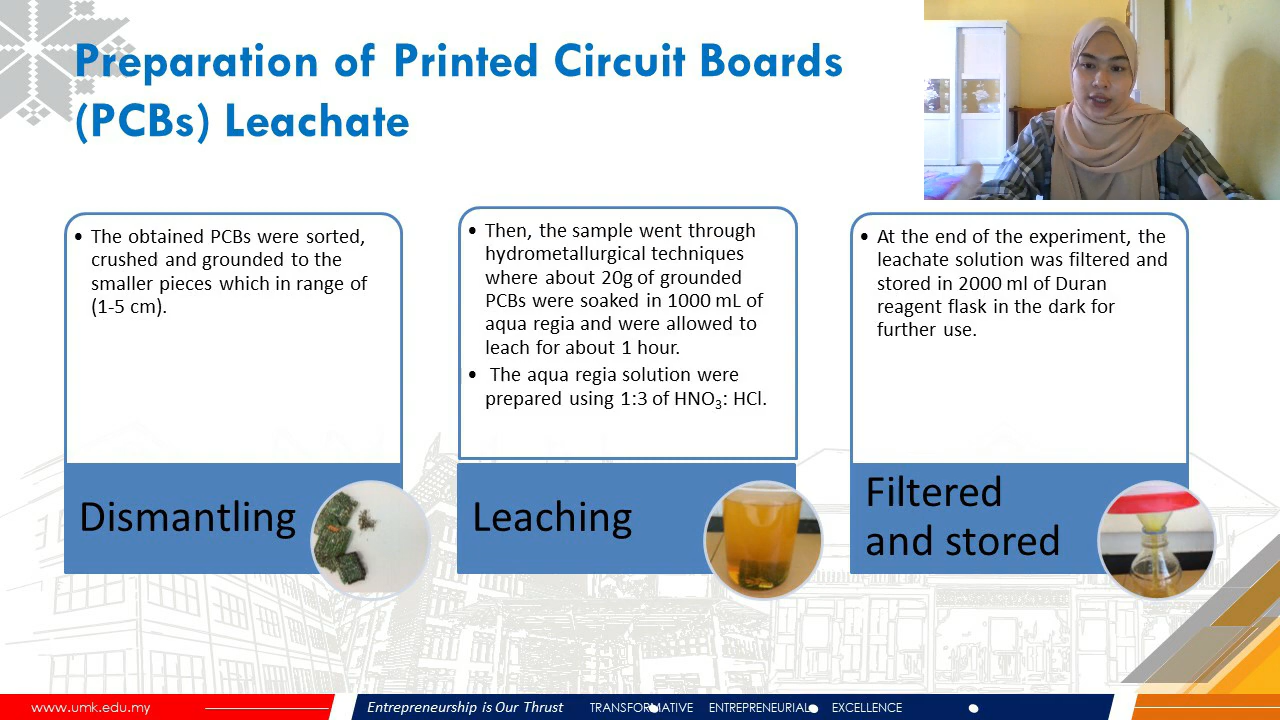 Preparation of Printed Circuit Boards
(PCBs) Leachate
• The obtained PCBs were sorted,
crushed and grounded to the
smaller pieces which in range of
(1-5 cm).
Dismantling
• Then, the sample went through
hydrometallurgical techniques
where about 20g of grounded
PCBs were soaked in 1000 mL of
aqua regia and were allowed to
leach for about 1 hour.
• The aqua regia solution were
prepared using 1:3 of HNO₃: HCl.
Leaching
• At the end of the experiment, the
leachate solution was filtered and
stored in 2000 ml of Duran
reagent flask in the dark for
further use.
Filtered
and stored
www.umk.edu.my
Entrepreneurship is Our Thrust
TRANSFORMATIVE ENTREPRENEURIAL EXCELLENCE